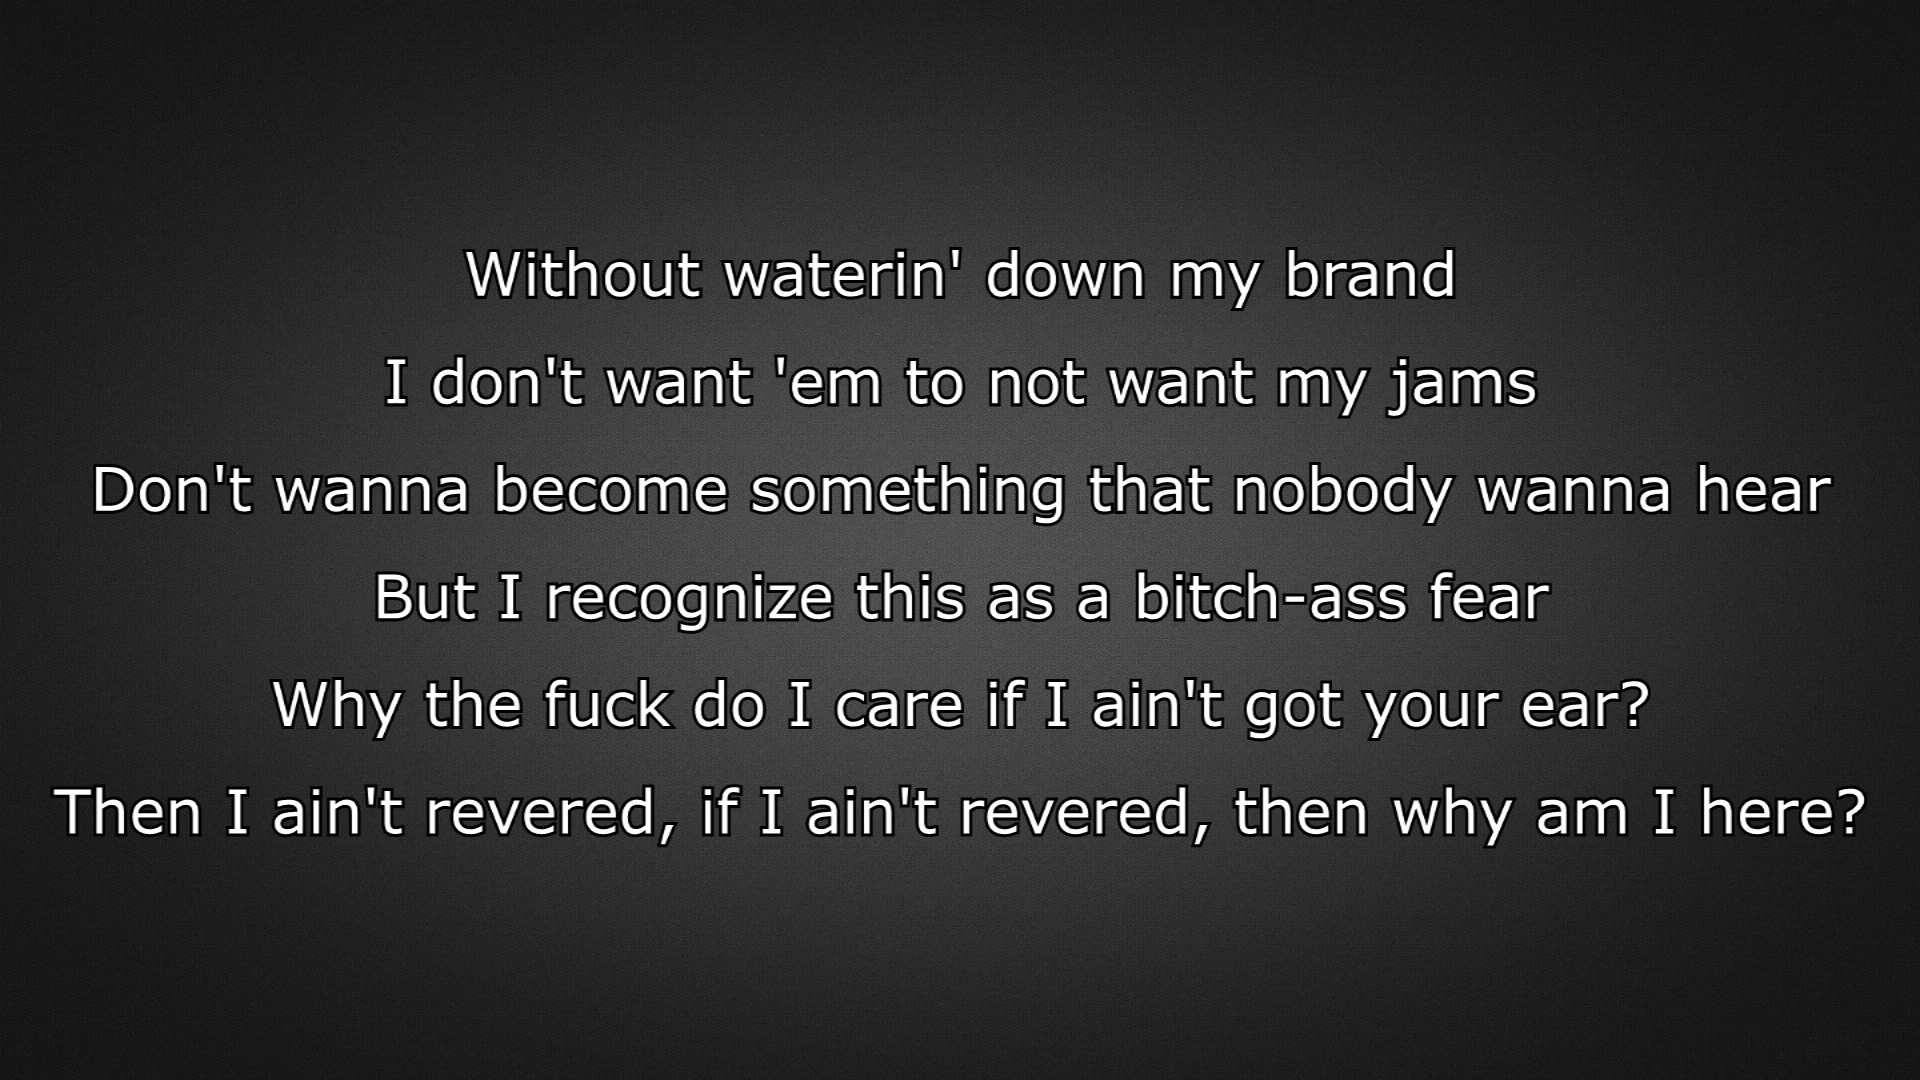 Without waterin' down my brand
I don't want 'em to not want my jams
Don't wanna become something that nobody wanna hear
But I recognize this as a bitch-ass fear
Why the fuck do I care if I ain't got your ear?
Then I ain't revered, if I ain't revered, then why am I here?